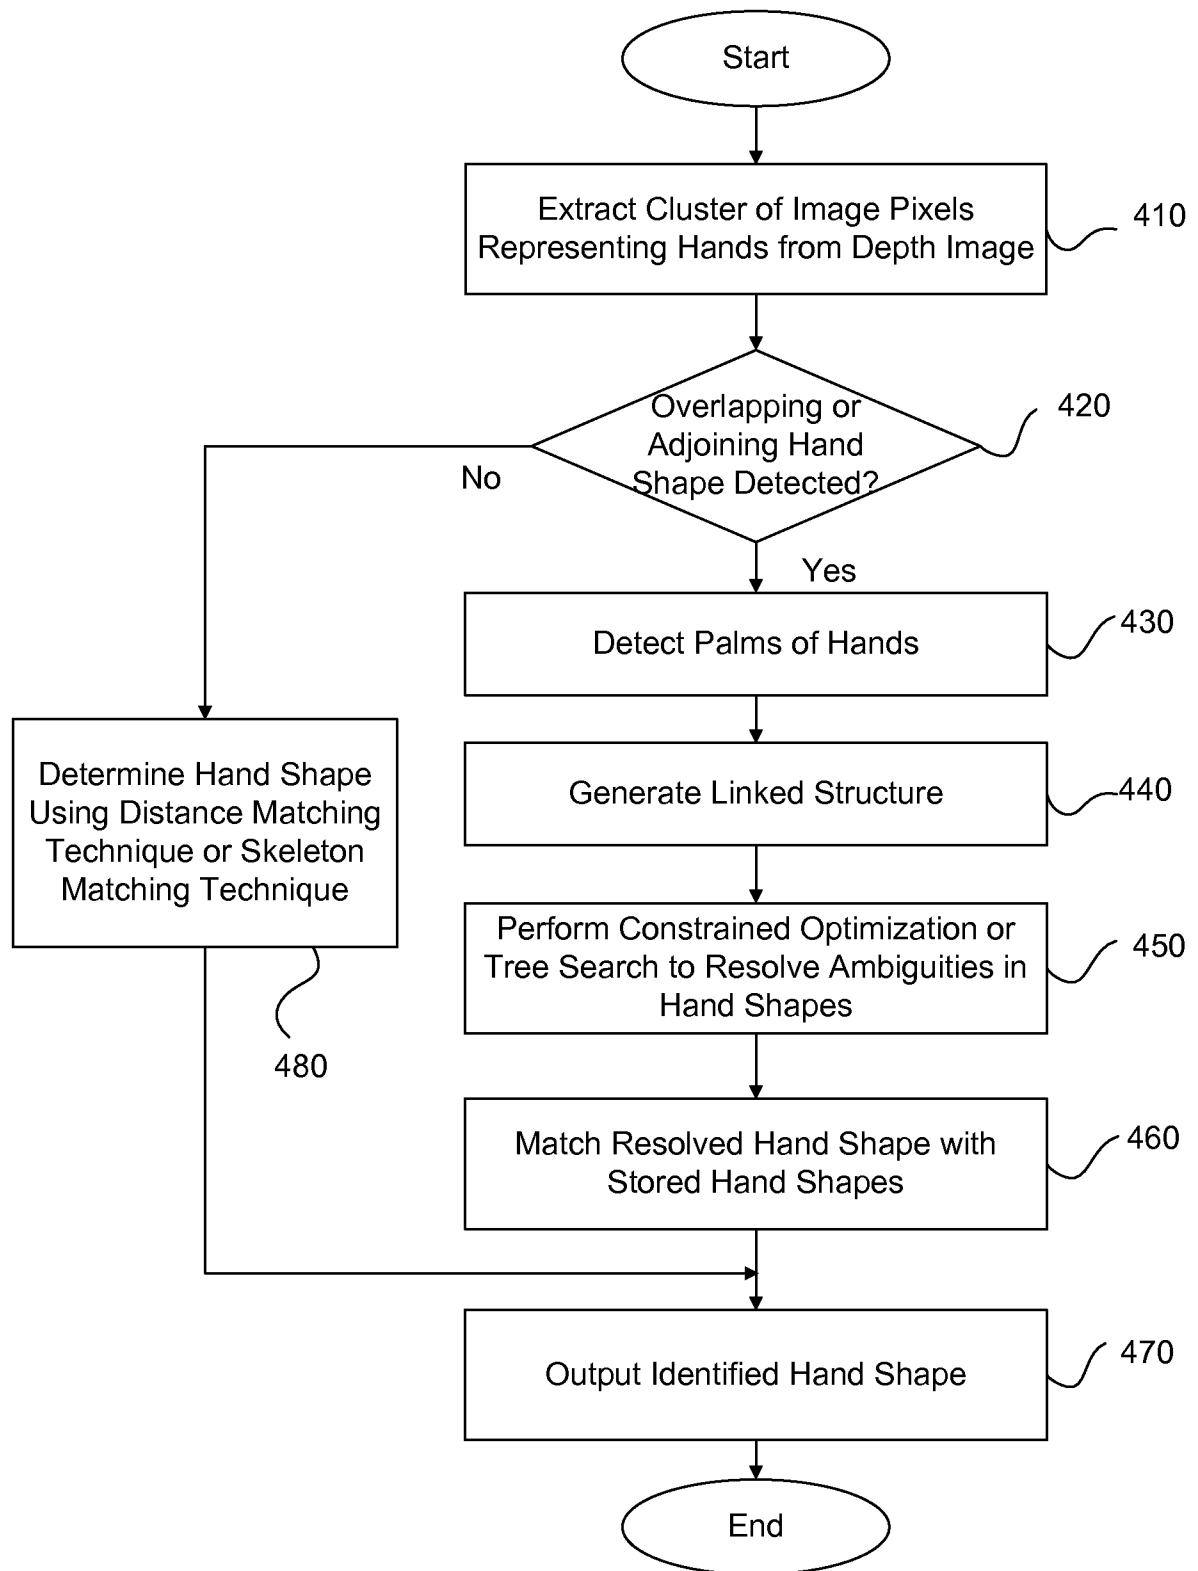 Start
Extract Cluster of Image Pixels
Representing Hands from Depth Image
410
Overlapping or
Adjoining Hand
Shape Detected?
420
No
Yes
Detect Palms of Hands
430
Generate Linked Structure
440
Determine Hand Shape
Using Distance Matching
Technique or Skeleton
Matching Technique
480
Perform Constrained Optimization or
Tree Search to Resolve Ambiguities in
Hand Shapes
450
Match Resolved Hand Shape with
Stored Hand Shapes
460
Output Identified Hand Shape
470
End